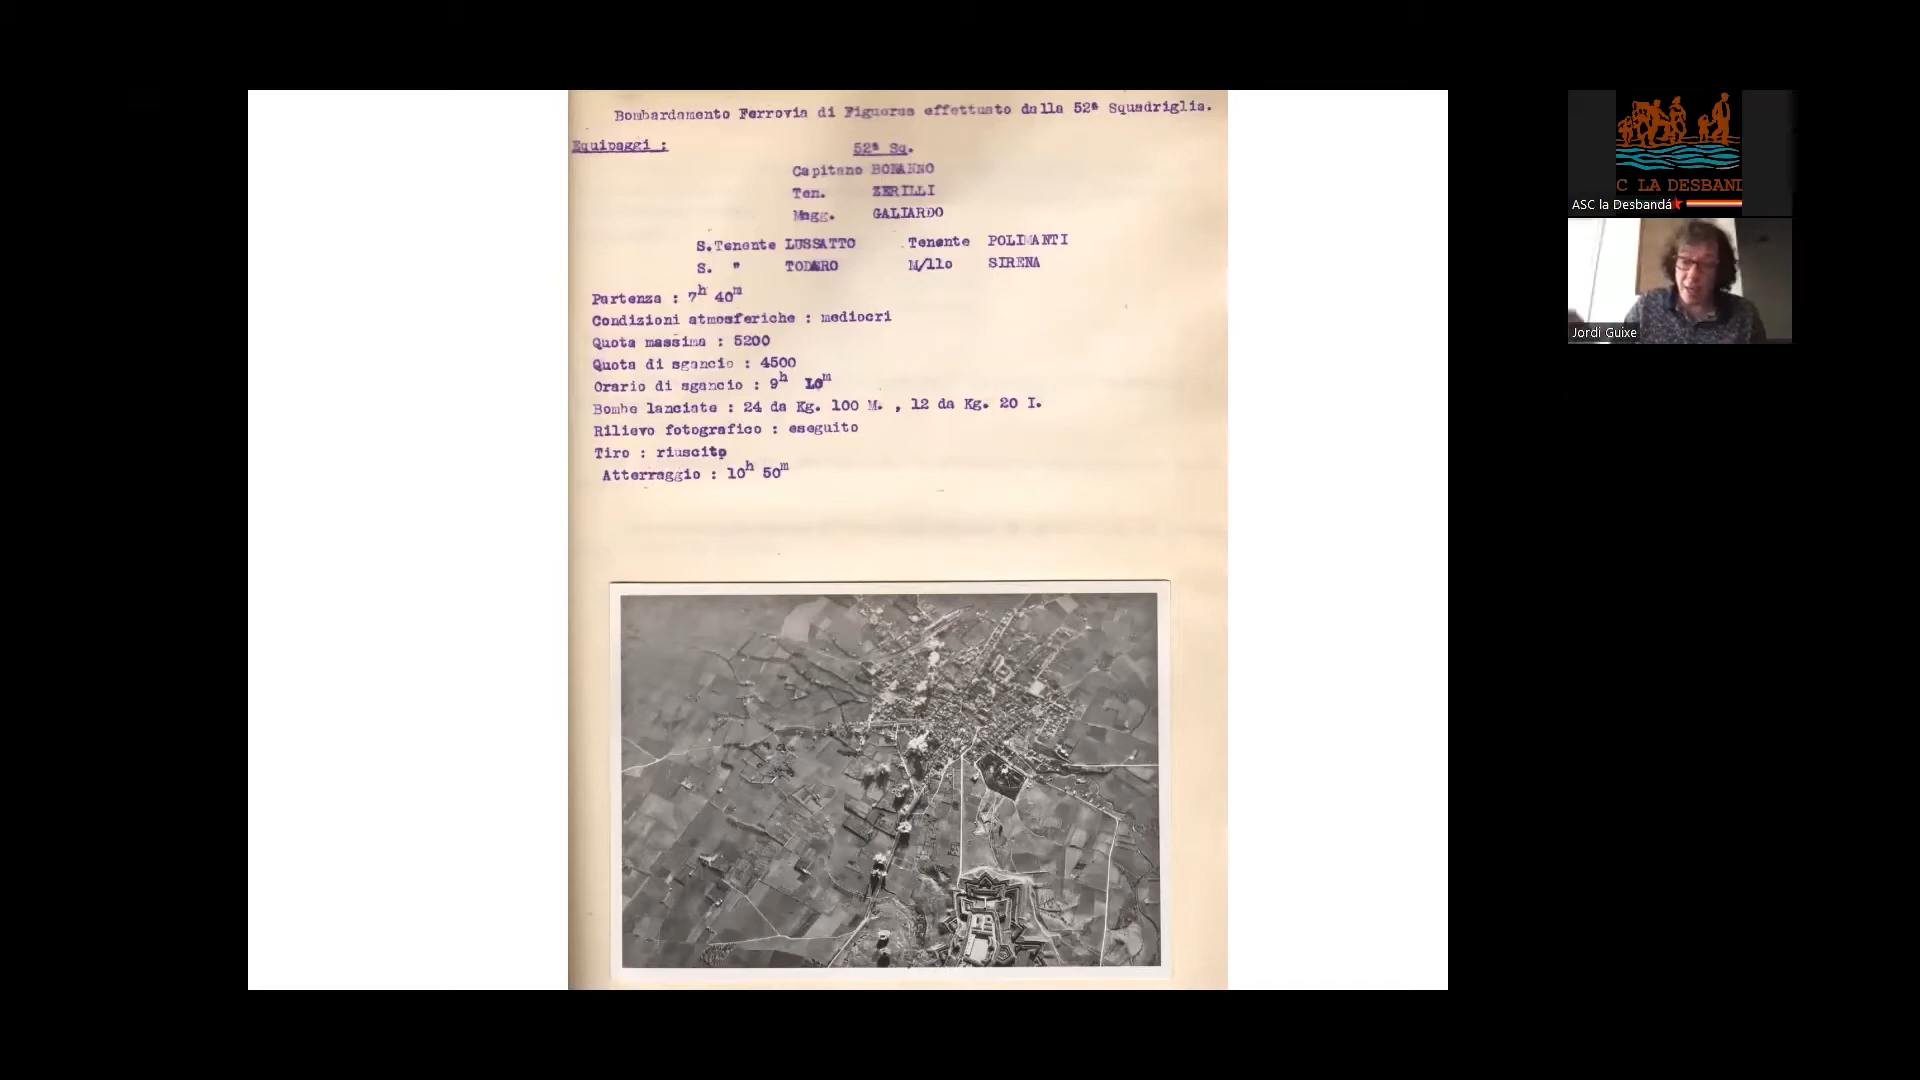 Bombardamento Ferrovia di Figueras effettuato dalla 52ª Squadriglia.
Equipaggi :
52ª Sq.
Capitano BONANNO
Ten. ZERILLI
Magg. GALIARDO
S.Tenente LUSSATTO Tenente POLIMANTI
S. " TODARO M/llo SIRENA
Partenza : 7h 40m
Condizioni atmosferiche : mediocri
Quota massima : 5200
Quota di sgancio : 4500
Orario di sgancio : 9h 10m
Bombe lanciate : 24 da Kg. 100 M. , 12 da Kg. 20 I.
Rilievo fotografico : eseguito
Tiro : riuscito
Atterraggio : 10h 50m
C LA DESBAND
ASC la Desbandá
Jordi Guixe